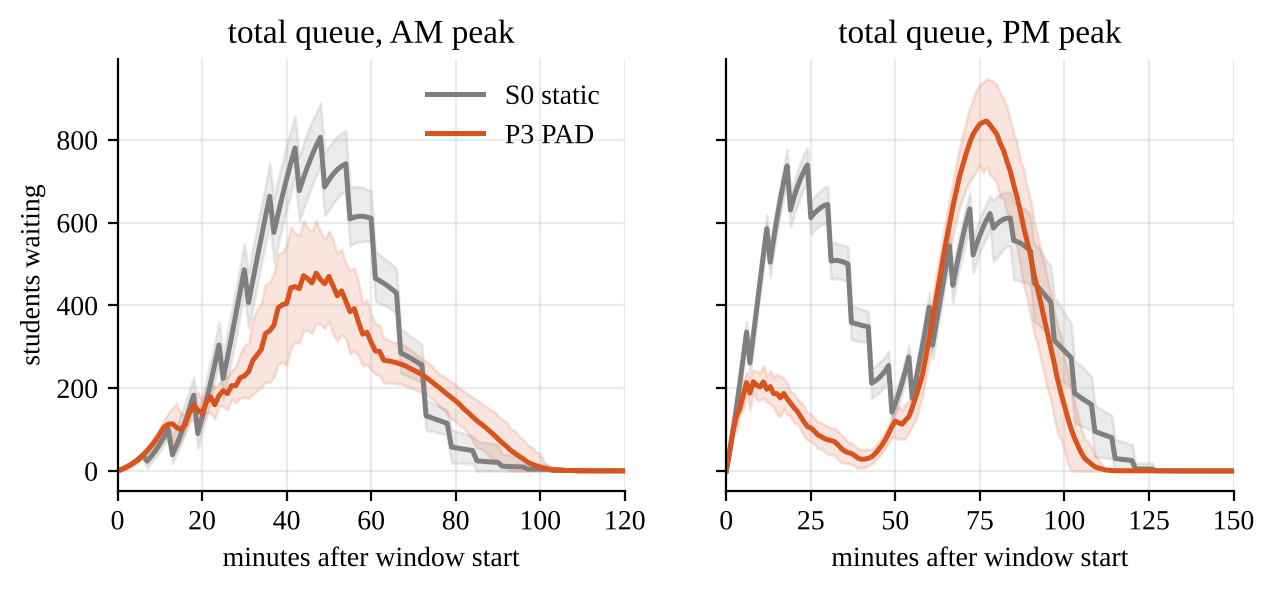 total queue, AM peak
total queue, PM peak
S0 static
P3 PAD
students waiting
800
600
400
200
0
0 20 40 60 80 100 120
0 25 50 75 100 125 150
minutes after window start
minutes after window start